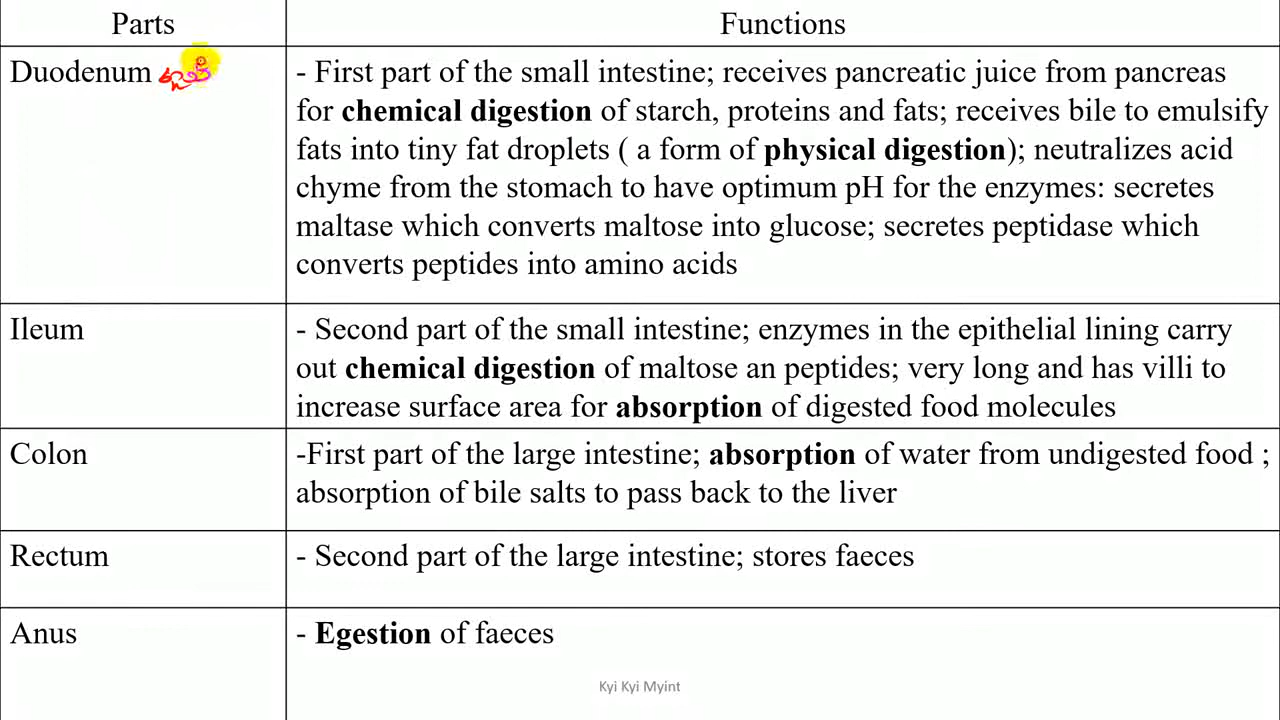 Parts Functions
Duodenum
- First part of the small intestine; receives pancreatic juice from pancreas
for chemical digestion of starch, proteins and fats; receives bile to emulsify
fats into tiny fat droplets ( a form of physical digestion); neutralizes acid
chyme from the stomach to have optimum pH for the enzymes: secretes
maltase which converts maltose into glucose; secretes peptidase which
converts peptides into amino acids
Ileum
- Second part of the small intestine; enzymes in the epithelial lining carry
out chemical digestion of maltose an peptides; very long and has villi to
increase surface area for absorption of digested food molecules
Colon
-First part of the large intestine; absorption of water from undigested food ;
absorption of bile salts to pass back to the liver
Rectum
- Second part of the large intestine; stores faeces
Anus
- Egestion of faeces
Kyi Kyi Myint